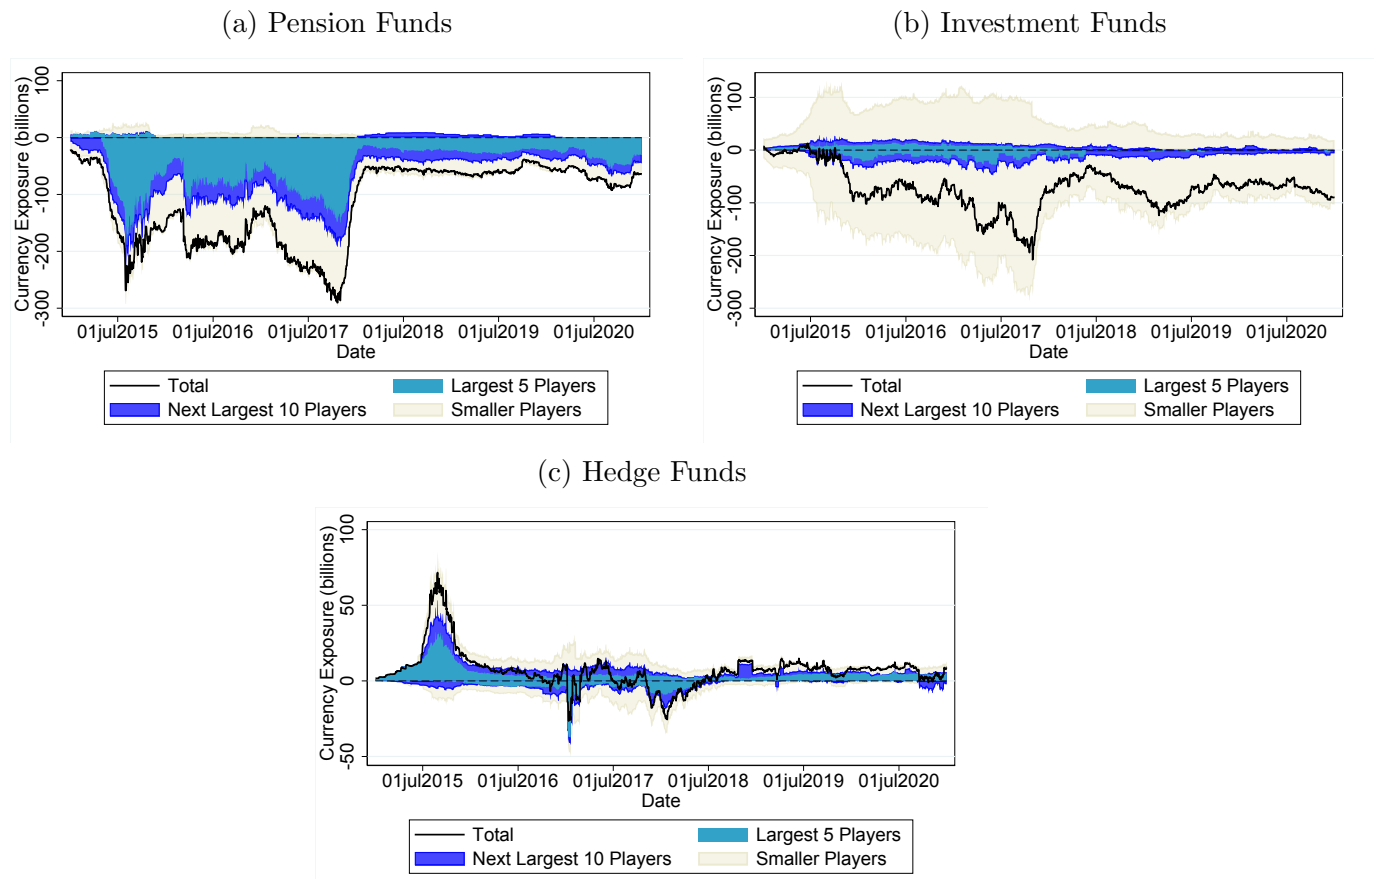 (a) Pension Funds
Currency Exposure (billions)
100
0
-100
-200
-300
01jul2015 01jul2016 01jul2017 01jul2018 01jul2019 01jul2020
Date
Total
Largest 5 Players
Next Largest 10 Players
Smaller Players
(b) Investment Funds
Currency Exposure (billions)
100
0
-100
-200
-300
01jul2015 01jul2016 01jul2017 01jul2018 01jul2019 01jul2020
Date
Total
Largest 5 Players
Next Largest 10 Players
Smaller Players
(c) Hedge Funds
Currency Exposure (billions)
100
50
0
-50
01jul2015 01jul2016 01jul2017 01jul2018 01jul2019 01jul2020
Date
Total
Largest 5 Players
Next Largest 10 Players
Smaller Players